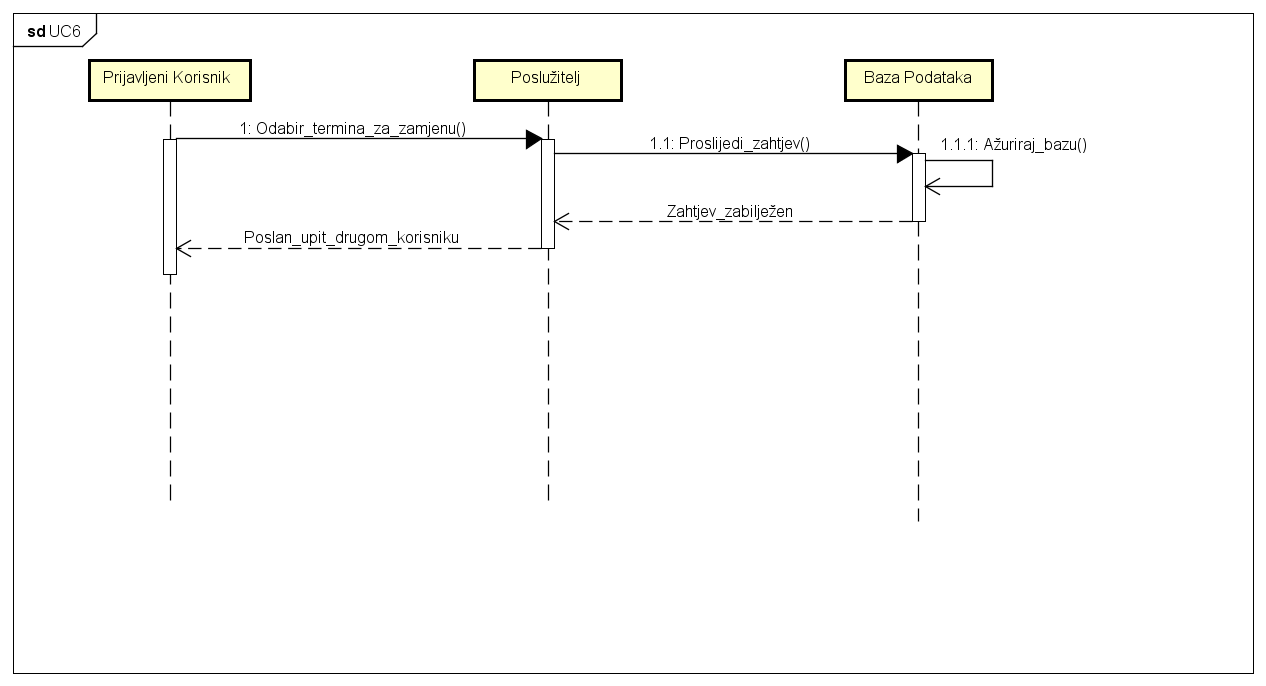 sd UC6
Prijavljeni Korisnik
Poslužitelj
Baza Podataka
1: Odabir_termina_za_zamjenu()
1.1: Proslijedi_zahtjev()
1.1.1: Ažuriraj_bazu()
Zahtjev_zabilježen
Poslan_upit_drugom_korisniku